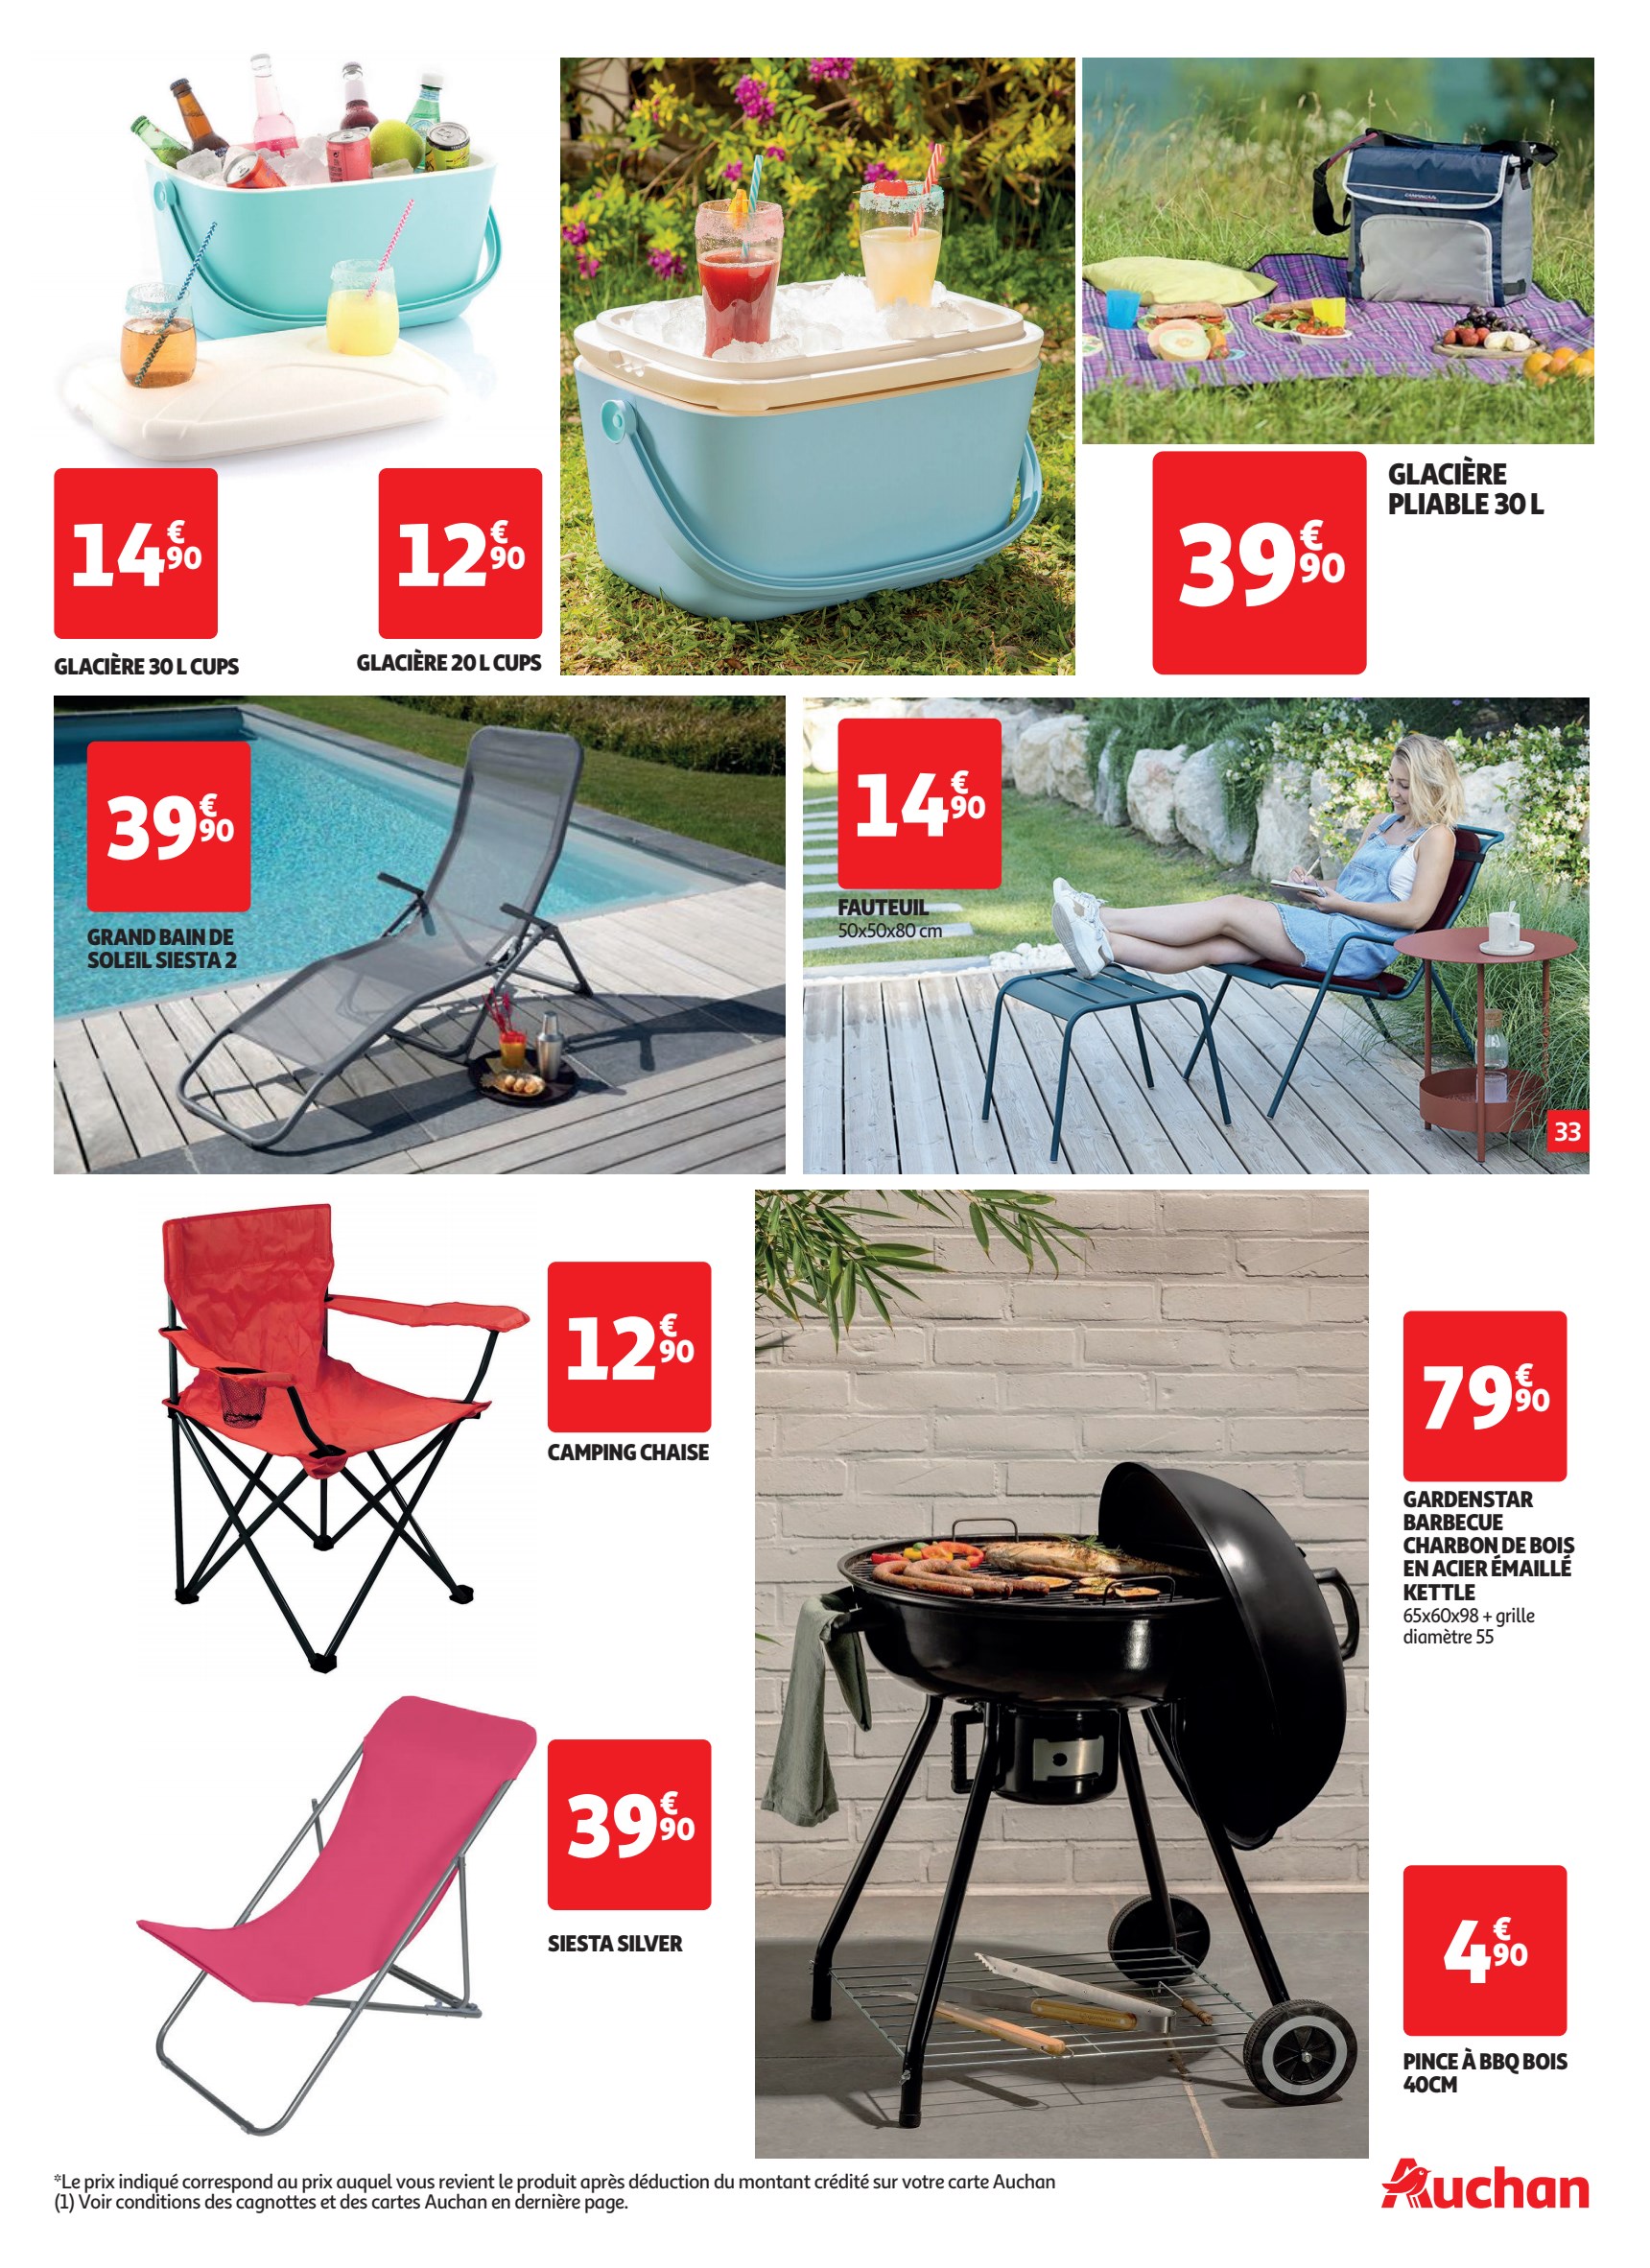 14€90
GLACIÈRE 30 L CUPS
12€90
GLACIÈRE 20 L CUPS
39€90
GLACIÈRE
PLIABLE 30 L
39€90
GRAND BAIN DE
SOLEIL SIESTA 2
14€90
FAUTEUIL
50x50x80 cm
33
12€90
CAMPING CHAISE
79€90
GARDENSTAR
BARBECUE
CHARBON DE BOIS
EN ACIER ÉMAILLÉ
KETTLE
65x60x98 + grille
diamètre 55
39€90
SIESTA SILVER
4€90
PINCE À BBQ BOIS
40CM
*Le prix indiqué correspond au prix auquel vous revient le produit après déduction du montant crédité sur votre carte Auchan
(1) Voir conditions des cagnottes et des cartes Auchan en dernière page.
Auchan